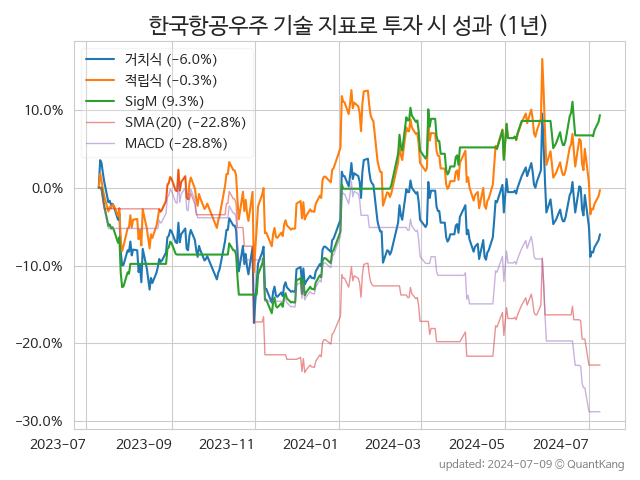 한국항공우주 기술 지표로 투자 시 성과 (1년)
거치식 (−6.0%)
적립식 (−0.3%)
SigM (9.3%)
SMA(20) (−22.8%)
MACD (−28.8%)
10.0%
0.0%
−10.0%
−20.0%
−30.0%
2023-07 2023-09 2023-11 2024-01 2024-03 2024-05 2024-07
updated: 2024-07-09 © QuantKang